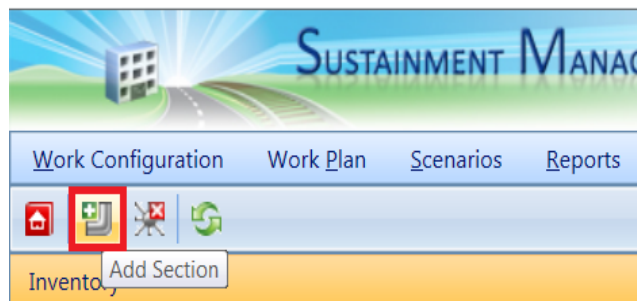 SUSTAINMENT MANAG
Work Configuration Work Plan Scenarios Reports
Add Section
Inventory